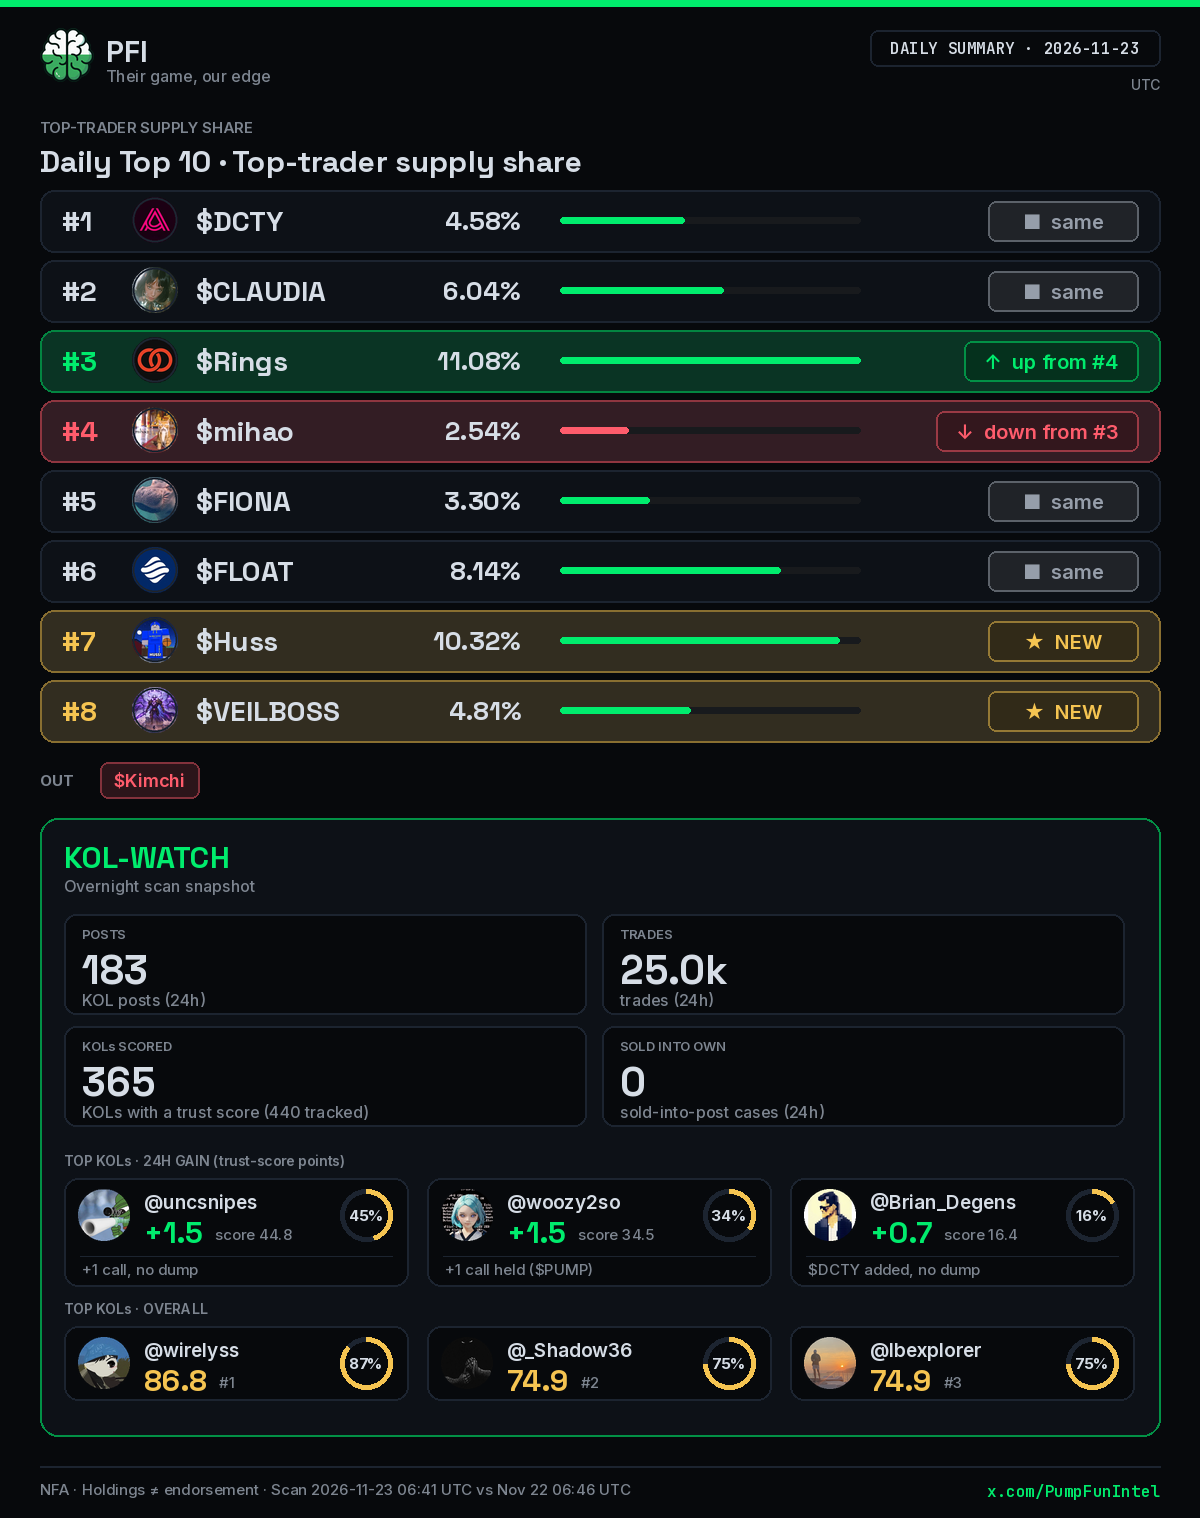 PFI
Their game, our edge
DAILY SUMMARY · 2026-11-23
UTC
TOP-TRADER SUPPLY SHARE
Daily Top 10 · Top-trader supply share
#1 $DCTY 4.58% ■ same
#2 $CLAUDIA 6.04% ■ same
#3 $Rings 11.08% ↑ up from #4
#4 $mihao 2.54% ↓ down from #3
#5 $FIONA 3.30% ■ same
#6 $FLOAT 8.14% ■ same
#7 $Huss 10.32% ★ NEW
#8 $VEILBOSS 4.81% ★ NEW
OUT $Kimchi
KOL-WATCH
Overnight scan snapshot
POSTS
183
KOL posts (24h)
TRADES
25.0k
trades (24h)
KOLs SCORED
365
KOLs with a trust score (440 tracked)
SOLD INTO OWN
0
sold-into-post cases (24h)
TOP KOLs · 24H GAIN (trust-score points)
@uncsnipes
+1.5 score 44.8
45%
+1 call, no dump
@woozy2so
+1.5 score 34.5
34%
+1 call held ($PUMP)
@Brian_Degens
+0.7 score 16.4
16%
$DCTY added, no dump
TOP KOLs · OVERALL
@wirelyss
86.8 #1
87%
@_Shadow36
74.9 #2
75%
@lbexplorer
74.9 #3
75%
NFA · Holdings ≠ endorsement · Scan 2026-11-23 06:41 UTC vs Nov 22 06:46 UTC
x.com/PumpFunIntel